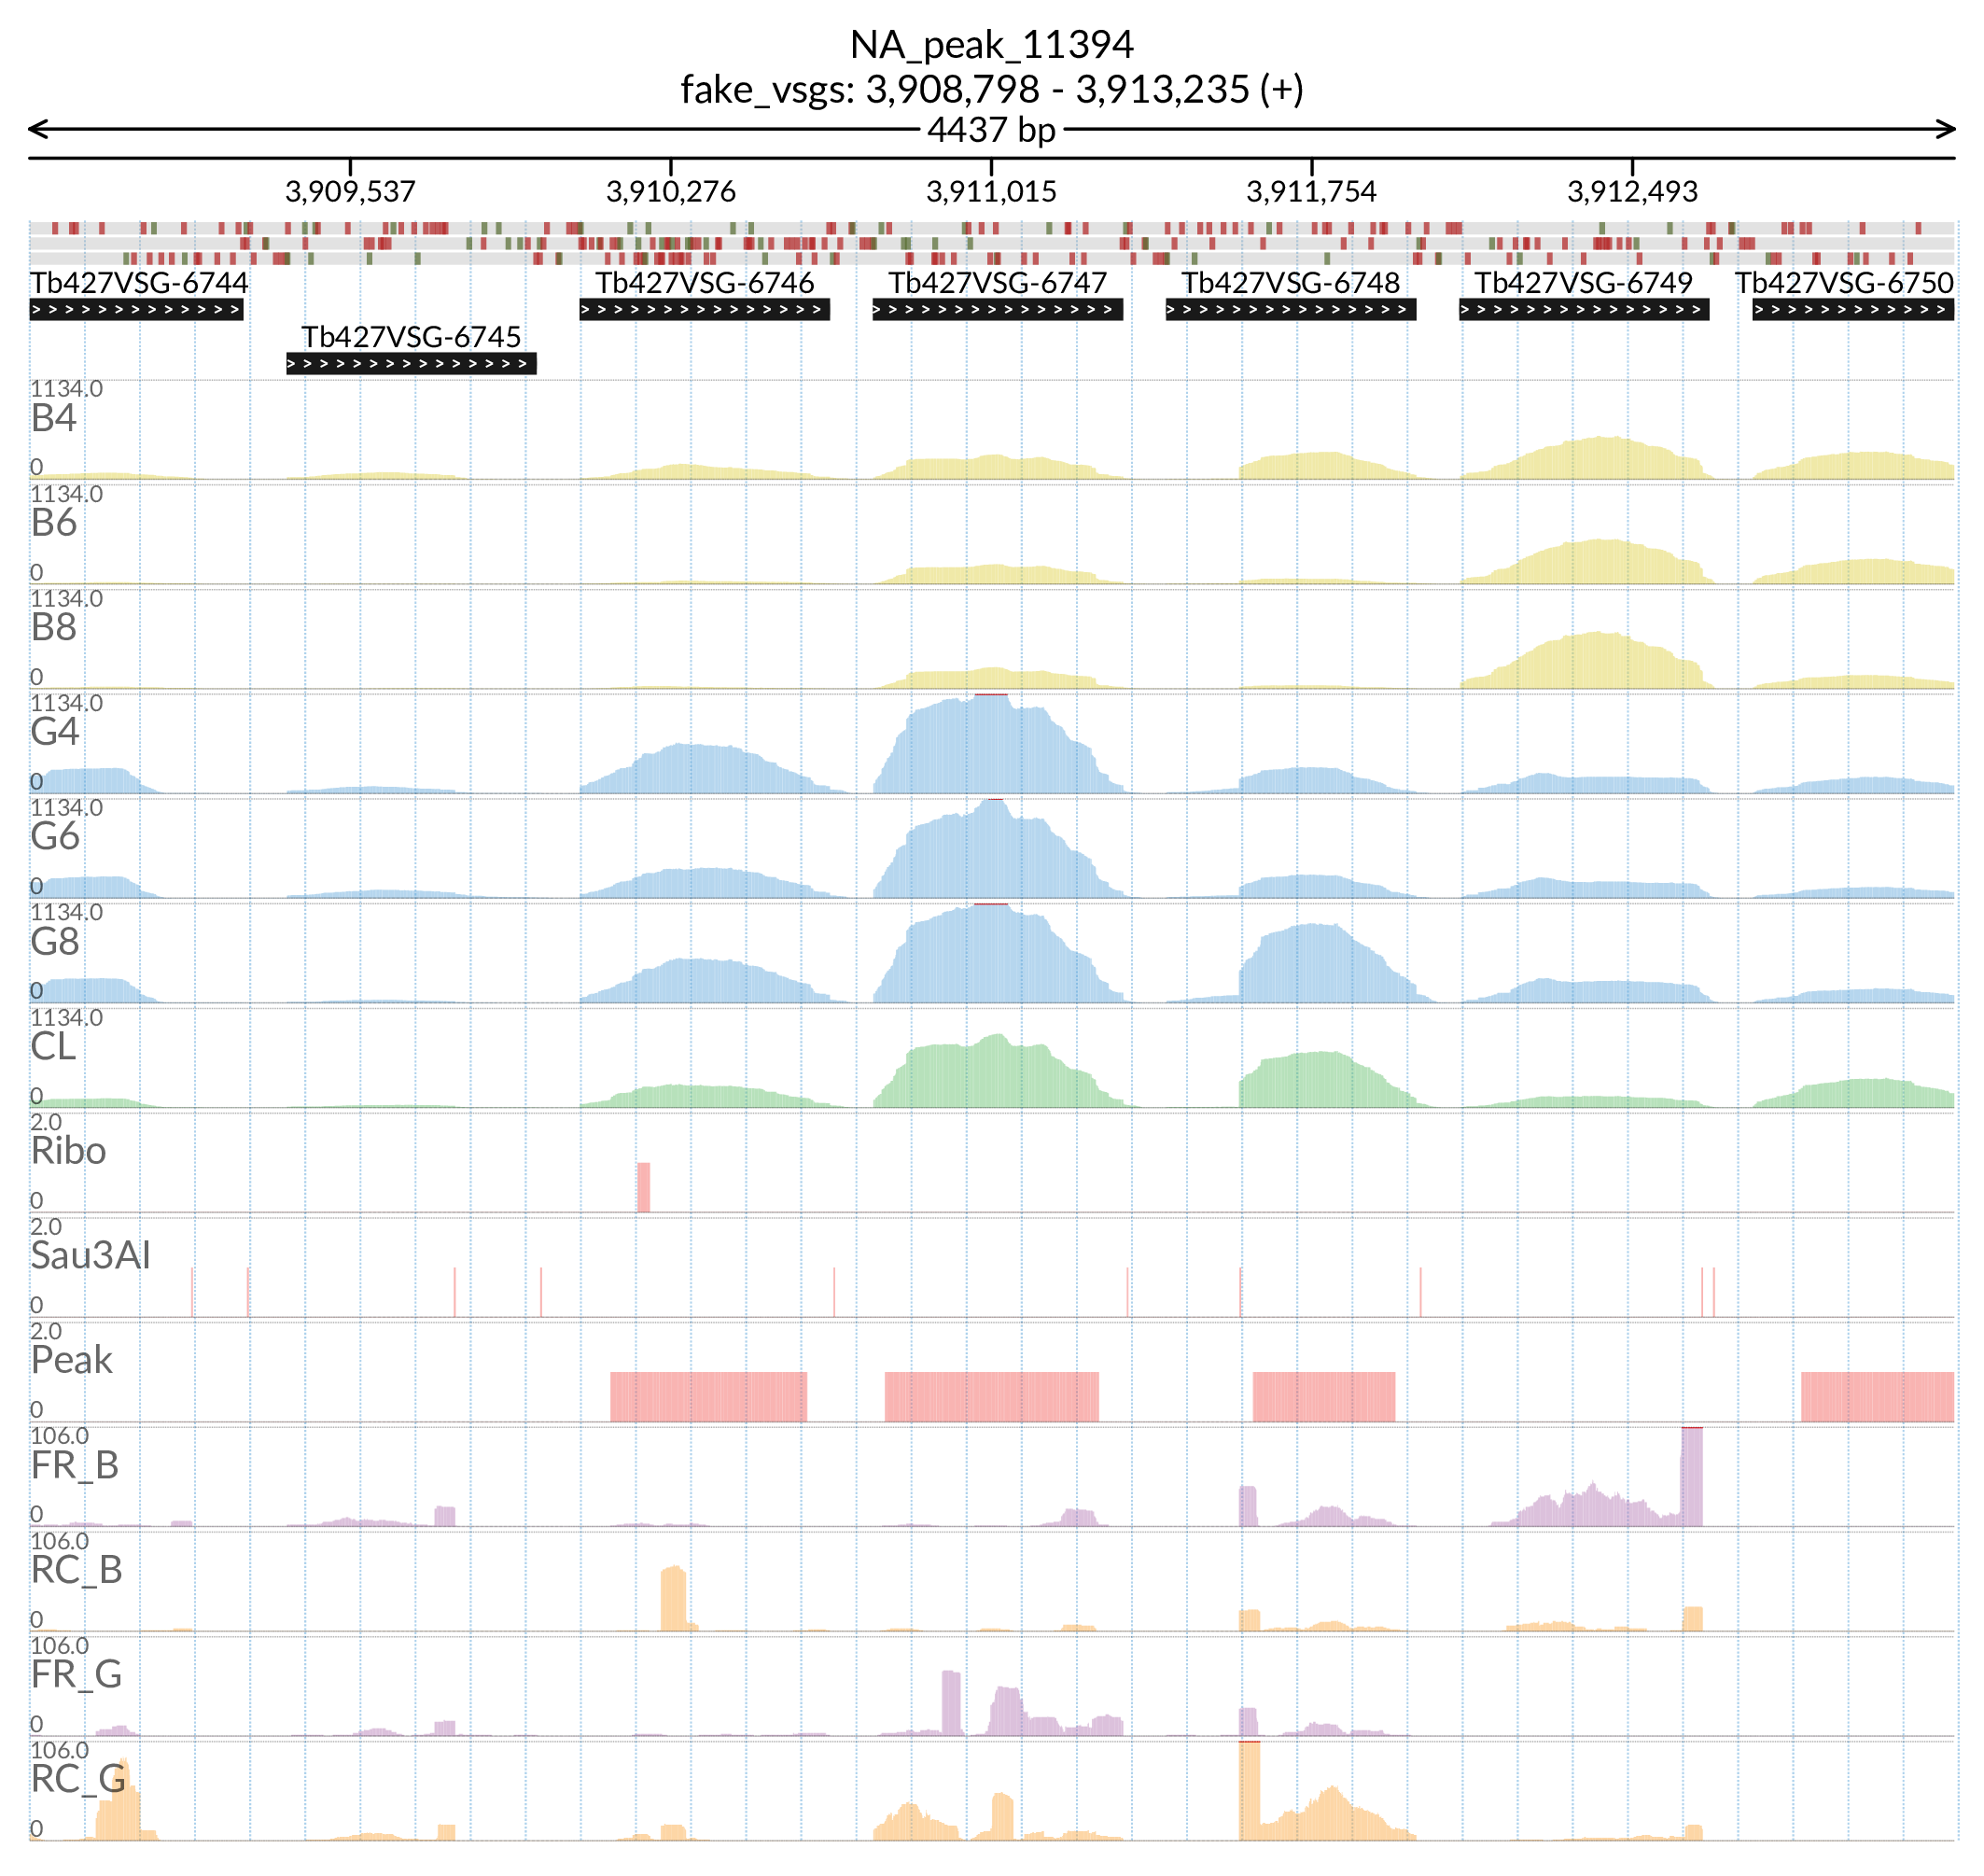 NA_peak_11394
fake_vsgs: 3,908,798 - 3,913,235 (+)
4437 bp
3,909,537 3,910,276 3,911,015 3,911,754 3,912,493
Tb427VSG-6744 Tb427VSG-6746 Tb427VSG-6747 Tb427VSG-6748 Tb427VSG-6749 Tb427VSG-6750
Tb427VSG-6745
1134.0
B4
0
1134.0
B6
0
1134.0
B8
0
1134.0
G4
0
1134.0
G6
0
1134.0
G8
0
1134.0
CL
0
2.0
Ribo
0
2.0
Sau3AI
0
2.0
Peak
0
106.0
FR_B
0
106.0
RC_B
0
106.0
FR_G
0
106.0
RC_G
0